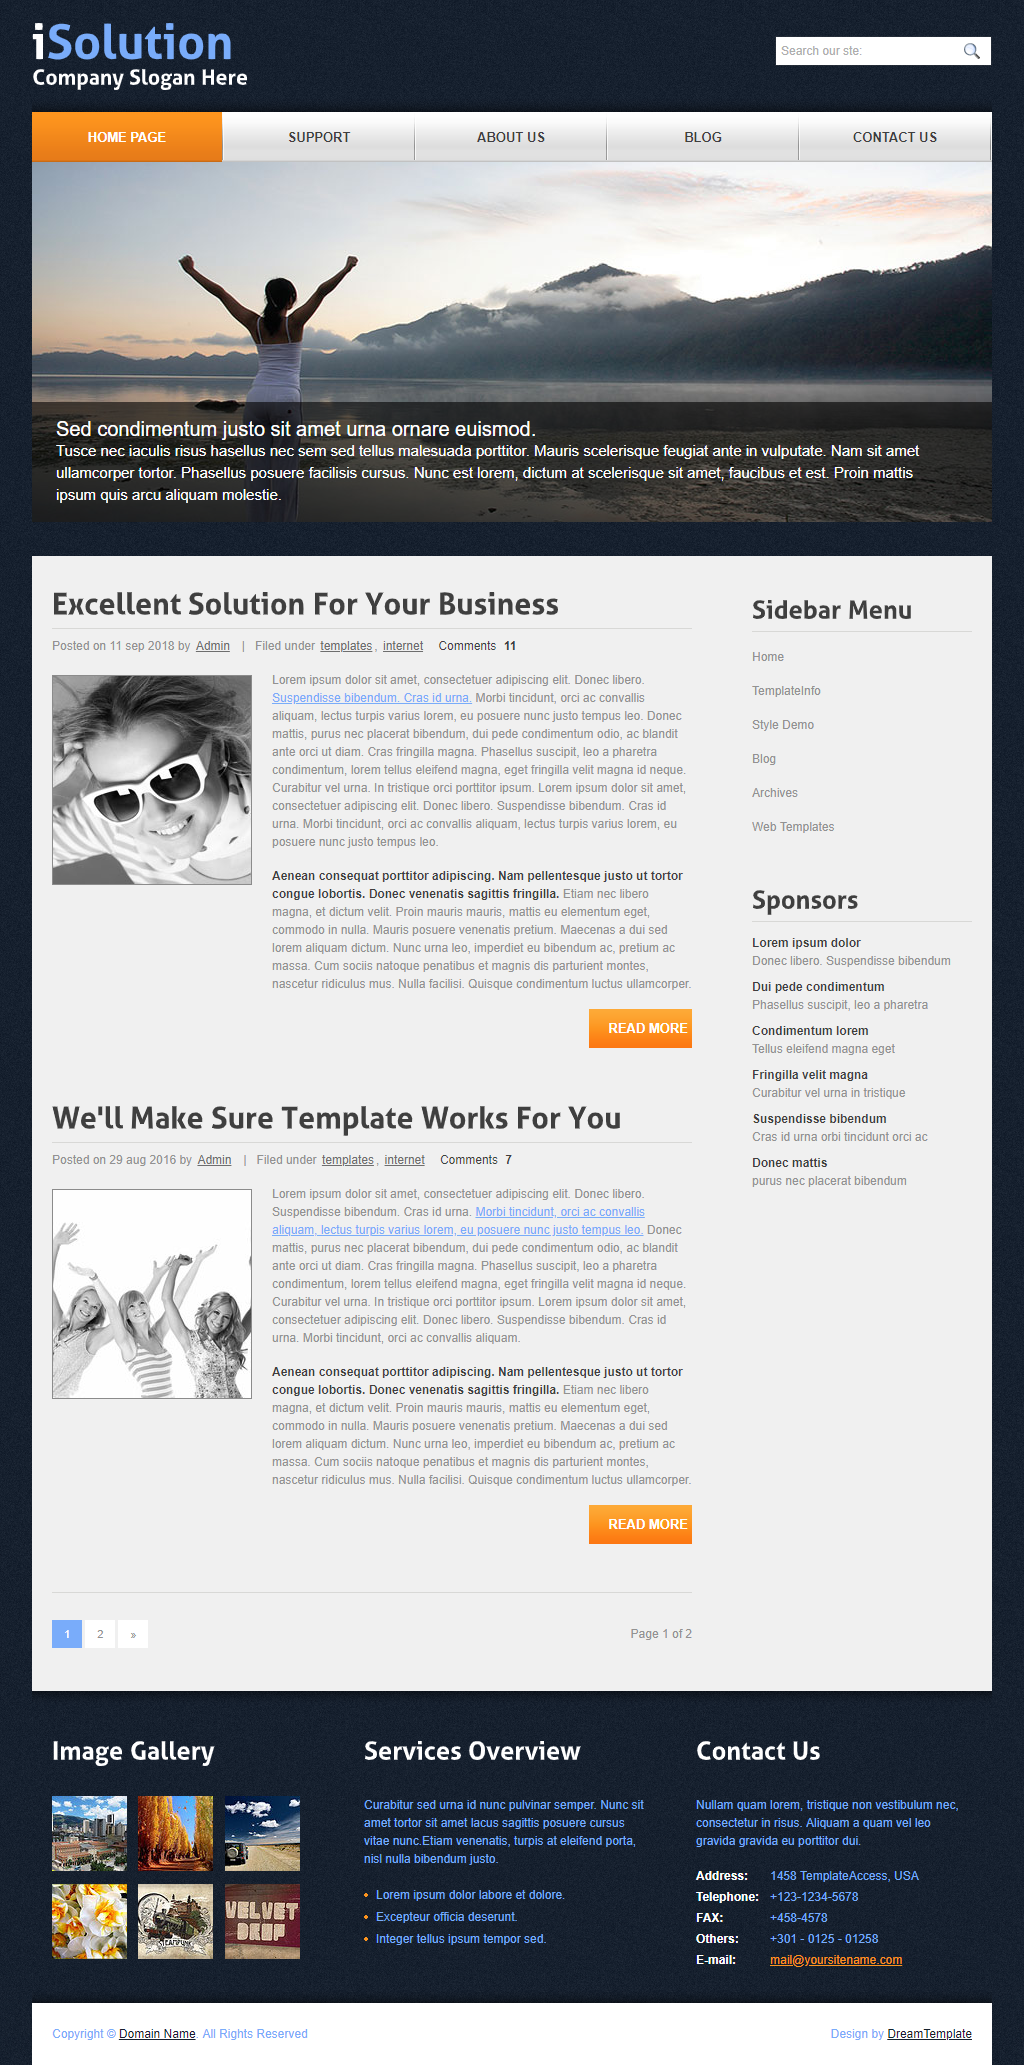 iSolution
Company Slogan Here
Search our ste:
HOME PAGE
SUPPORT
ABOUT US
BLOG
CONTACT US
Sed condimentum justo sit amet urna ornare euismod.
Tusce nec iaculis risus hasellus nec sem sed tellus malesuada porttitor. Mauris scelerisque feugiat ante in vulputate. Nam sit amet
ullamcorper tortor. Phasellus posuere facilisis cursus. Nunc est lorem, dictum at scelerisque sit amet, faucibus et est. Proin mattis
ipsum quis arcu aliquam molestie.
Excellent Solution For Your Business
Posted on 11 sep 2018 by Admin | Filed under templates, internet Comments 11
Lorem ipsum dolor sit amet, consectetuer adipiscing elit. Donec libero.
Suspendisse bibendum. Cras id urna. Morbi tincidunt, orci ac convallis
aliquam, lectus turpis varius lorem, eu posuere nunc justo tempus leo. Donec
mattis, purus nec placerat bibendum, dui pede condimentum odio, ac blandit
ante orci ut diam. Cras fringilla magna. Phasellus suscipit, leo a pharetra
condimentum, lorem tellus eleifend magna, eget fringilla velit magna id neque.
Curabitur vel urna. In tristique orci porttitor ipsum. Lorem ipsum dolor sit amet,
consectetuer adipiscing elit. Donec libero. Suspendisse bibendum. Cras id
urna. Morbi tincidunt, orci ac convallis aliquam, lectus turpis varius lorem, eu
posuere nunc justo tempus leo.
Aenean consequat porttitor adipiscing. Nam pellentesque justo ut tortor
congue lobortis. Donec venenatis sagittis fringilla. Etiam nec libero
magna, et dictum velit. Proin mauris mauris, mattis eu elementum eget,
commodo in nulla. Mauris posuere venenatis pretium. Maecenas a dui sed
lorem aliquam dictum. Nunc urna leo, imperdiet eu bibendum ac, pretium ac
massa. Cum sociis natoque penatibus et magnis dis parturient montes,
nascetur ridiculus mus. Nulla facilisi. Quisque condimentum luctus ullamcorper.
READ MORE
We'll Make Sure Template Works For You
Posted on 29 aug 2016 by Admin | Filed under templates, internet Comments 7
Lorem ipsum dolor sit amet, consectetuer adipiscing elit. Donec libero.
Suspendisse bibendum. Cras id urna. Morbi tincidunt, orci ac convallis
aliquam, lectus turpis varius lorem, eu posuere nunc justo tempus leo. Donec
mattis, purus nec placerat bibendum, dui pede condimentum odio, ac blandit
ante orci ut diam. Cras fringilla magna. Phasellus suscipit, leo a pharetra
condimentum, lorem tellus eleifend magna, eget fringilla velit magna id neque.
Curabitur vel urna. In tristique orci porttitor ipsum. Lorem ipsum dolor sit amet,
consectetuer adipiscing elit. Donec libero. Suspendisse bibendum. Cras id
urna. Morbi tincidunt, orci ac convallis aliquam.
Aenean consequat porttitor adipiscing. Nam pellentesque justo ut tortor
congue lobortis. Donec venenatis sagittis fringilla. Etiam nec libero
magna, et dictum velit. Proin mauris mauris, mattis eu elementum eget,
commodo in nulla. Mauris posuere venenatis pretium. Maecenas a dui sed
lorem aliquam dictum. Nunc urna leo, imperdiet eu bibendum ac, pretium ac
massa. Cum sociis natoque penatibus et magnis dis parturient montes,
nascetur ridiculus mus. Nulla facilisi. Quisque condimentum luctus ullamcorper.
READ MORE
1 2 »
Page 1 of 2
Sidebar Menu
Home
TemplateInfo
Style Demo
Blog
Archives
Web Templates
Sponsors
Lorem ipsum dolor
Donec libero. Suspendisse bibendum
Dui pede condimentum
Phasellus suscipit, leo a pharetra
Condimentum lorem
Tellus eleifend magna eget
Fringilla velit magna
Curabitur vel urna in tristique
Suspendisse bibendum
Cras id urna orbi tincidunt orci ac
Donec mattis
purus nec placerat bibendum
Image Gallery
VELVET
DROP
Services Overview
Curabitur sed urna id nunc pulvinar semper. Nunc sit
amet tortor sit amet lacus sagittis posuere cursus
vitae nunc.Etiam venenatis, turpis at eleifend porta,
nisl nulla bibendum justo.
Lorem ipsum dolor labore et dolore.
Excepteur officia deserunt.
Integer tellus ipsum tempor sed.
Contact Us
Nullam quam lorem, tristique non vestibulum nec,
consectetur in risus. Aliquam a quam vel leo
gravida gravida eu porttitor dui.
Address: 1458 TemplateAccess, USA
Telephone: +123-1234-5678
FAX: +458-4578
Others: +301 - 0125 - 01258
E-mail: mail@yoursitename.com
Copyright © Domain Name. All Rights Reserved
Design by DreamTemplate